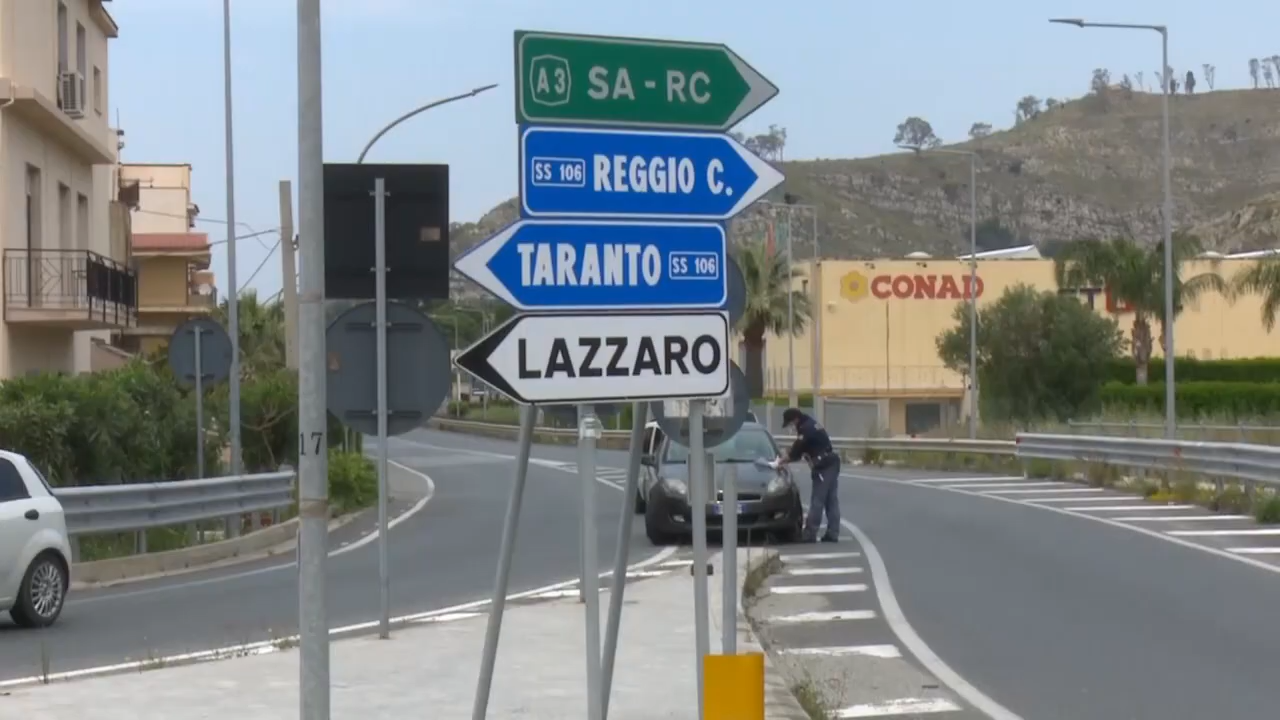 A3 SA - RC
SS 106 REGGIO C.
TARANTO SS 106
LAZZARO
CONAD
17